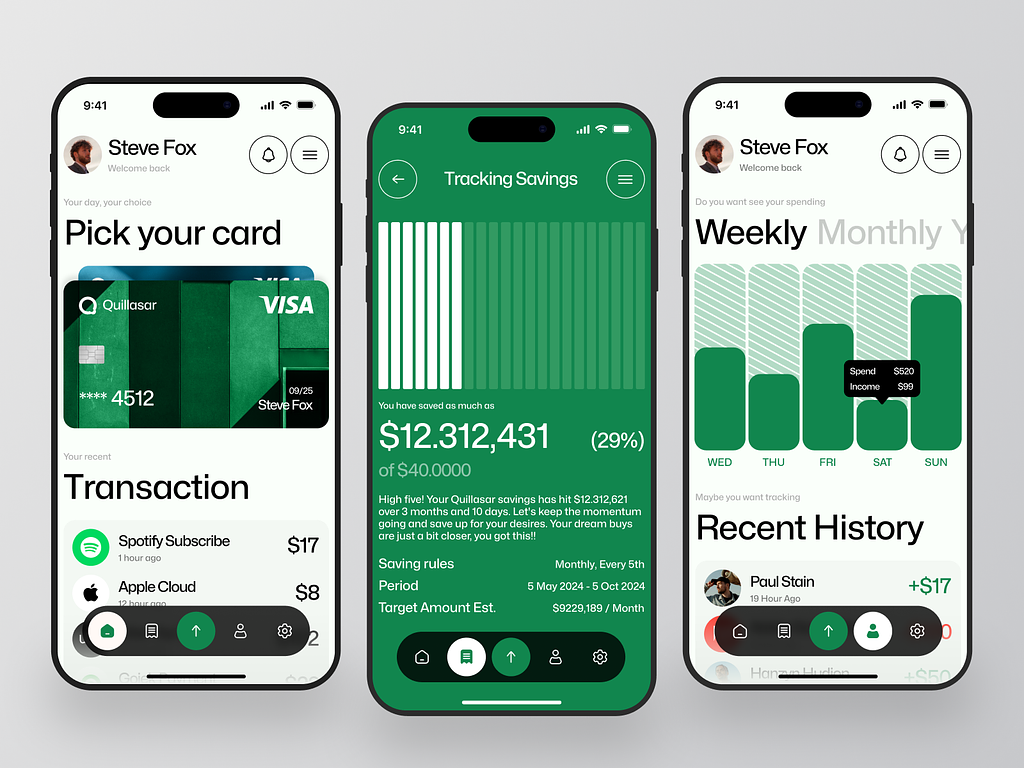 9:41
Steve Fox
Welcome back
Your day, your choice
Pick your card
VISA
Quillasar
VISA
**** 4512
09/25
Steve Fox
Your recent
Transaction
Spotify Subscribe
$17
1 hour ago
Apple Cloud
$8
12 hour ago
9:41
Tracking Savings
You have saved as much as
$12.312,431
(29%)
of $40.0000
High five! Your Quillasar savings has hit $12.312,621
over 3 months and 10 days. Let's keep the momentum
going and save up for your desires. Your dream buys
are just a bit closer, you got this!!
Saving rules
Monthly, Every 5th
Period
5 May 2024 - 5 Oct 2024
Target Amount Est.
$9229,189 / Month
9:41
Steve Fox
Welcome back
Do you want see your spending
Weekly Monthly Y
Spend $520
Income $99
WED THU FRI SAT SUN
Maybe you want tracking
Recent History
Paul Stain
+$17
19 Hour Ago
+$50